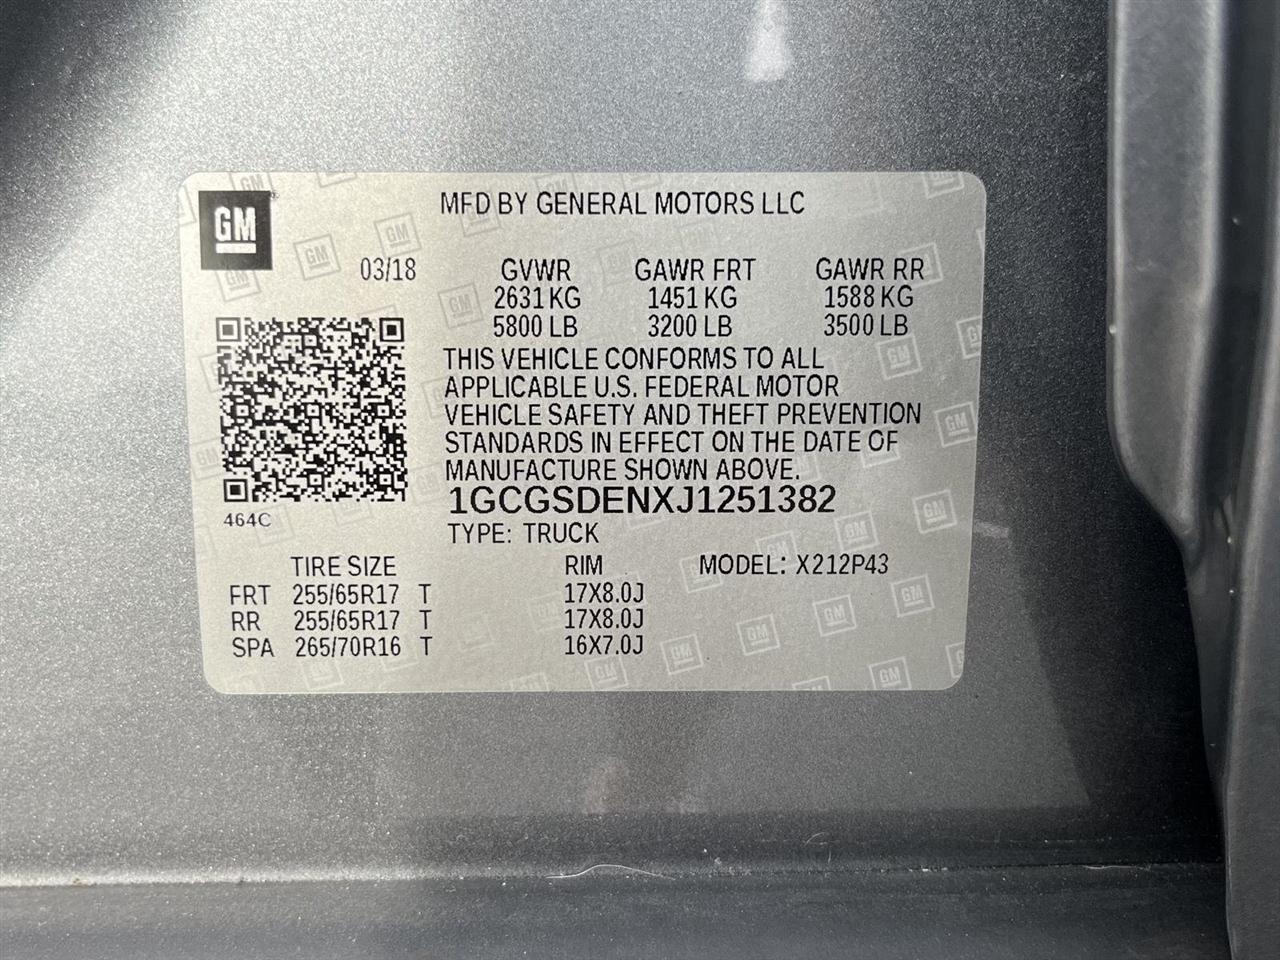 GM
MFD BY GENERAL MOTORS LLC
03/18 GVWR GAWR FRT GAWR RR
2631 KG 1451 KG 1588 KG
5800 LB 3200 LB 3500 LB
THIS VEHICLE CONFORMS TO ALL
APPLICABLE U.S. FEDERAL MOTOR
VEHICLE SAFETY AND THEFT PREVENTION
STANDARDS IN EFFECT ON THE DATE OF
MANUFACTURE SHOWN ABOVE.
1GCGSDENXJ1251382
464C
TYPE: TRUCK
TIRE SIZE RIM MODEL: X212P43
FRT 255/65R17 T 17X8.0J
RR 255/65R17 T 17X8.0J
SPA 265/70R16 T 16X7.0J